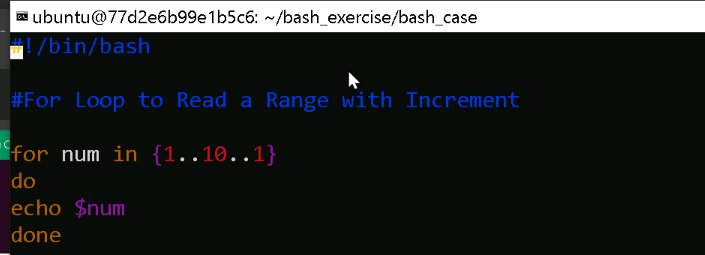 ubuntu@77d2e6b99e1b5c6: ~/bash_exercise/bash_case
#!/bin/bash
#For Loop to Read a Range with Increment
for num in {1..10..1}
do
echo $num
done